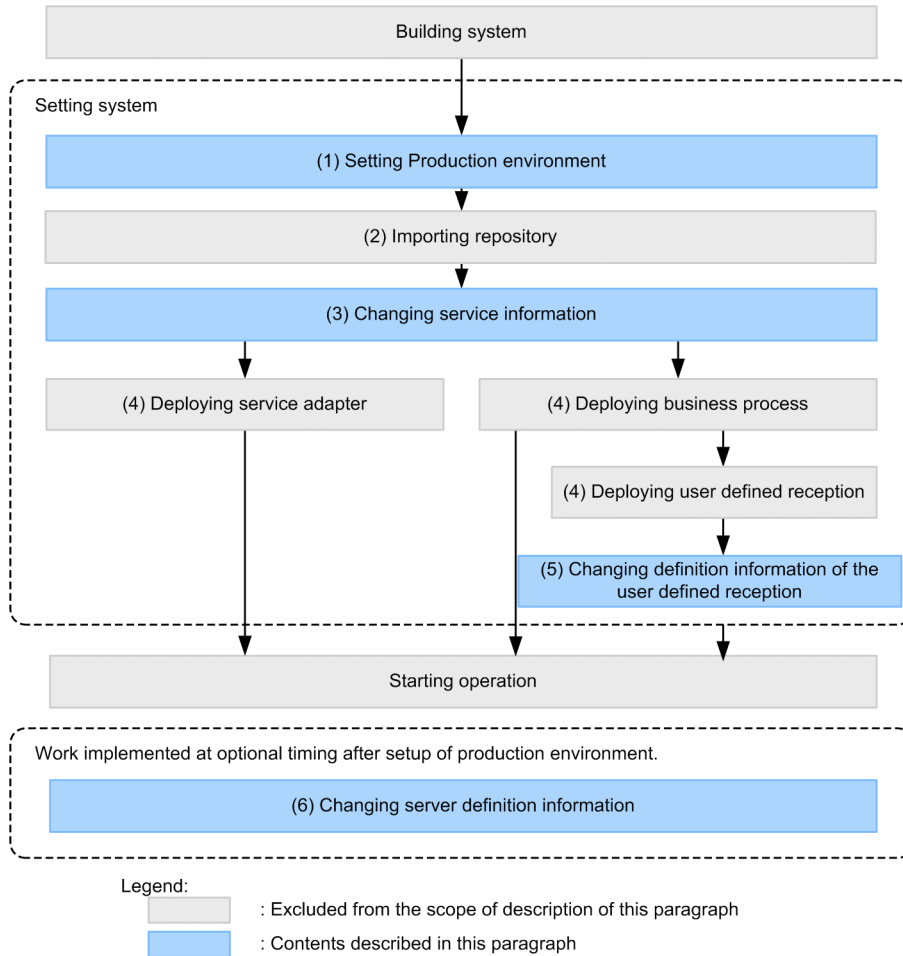 Building system
Setting system
(1) Setting Production environment
(2) Importing repository
(3) Changing service information
(4) Deploying service adapter
(4) Deploying business process
(4) Deploying user defined reception
(5) Changing definition information of the
user defined reception
Starting operation
Work implemented at optional timing after setup of production environment.
(6) Changing server definition information
Legend:
: Excluded from the scope of description of this paragraph
: Contents described in this paragraph